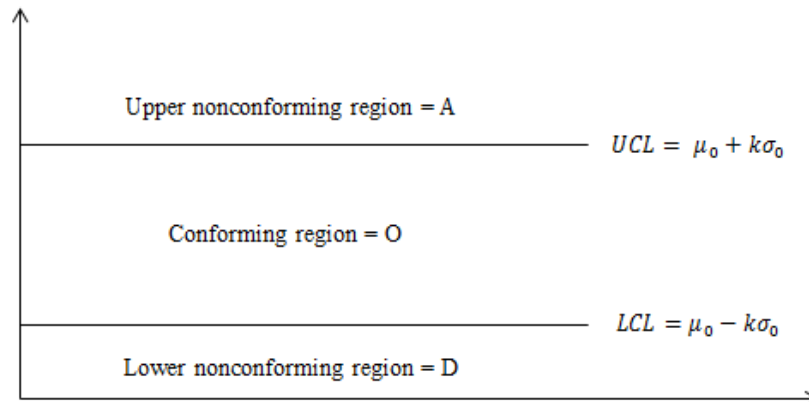 Upper nonconforming region = A
UCL = μ₀ + kσ₀
Conforming region = O
LCL = μ₀ − kσ₀
Lower nonconforming region = D